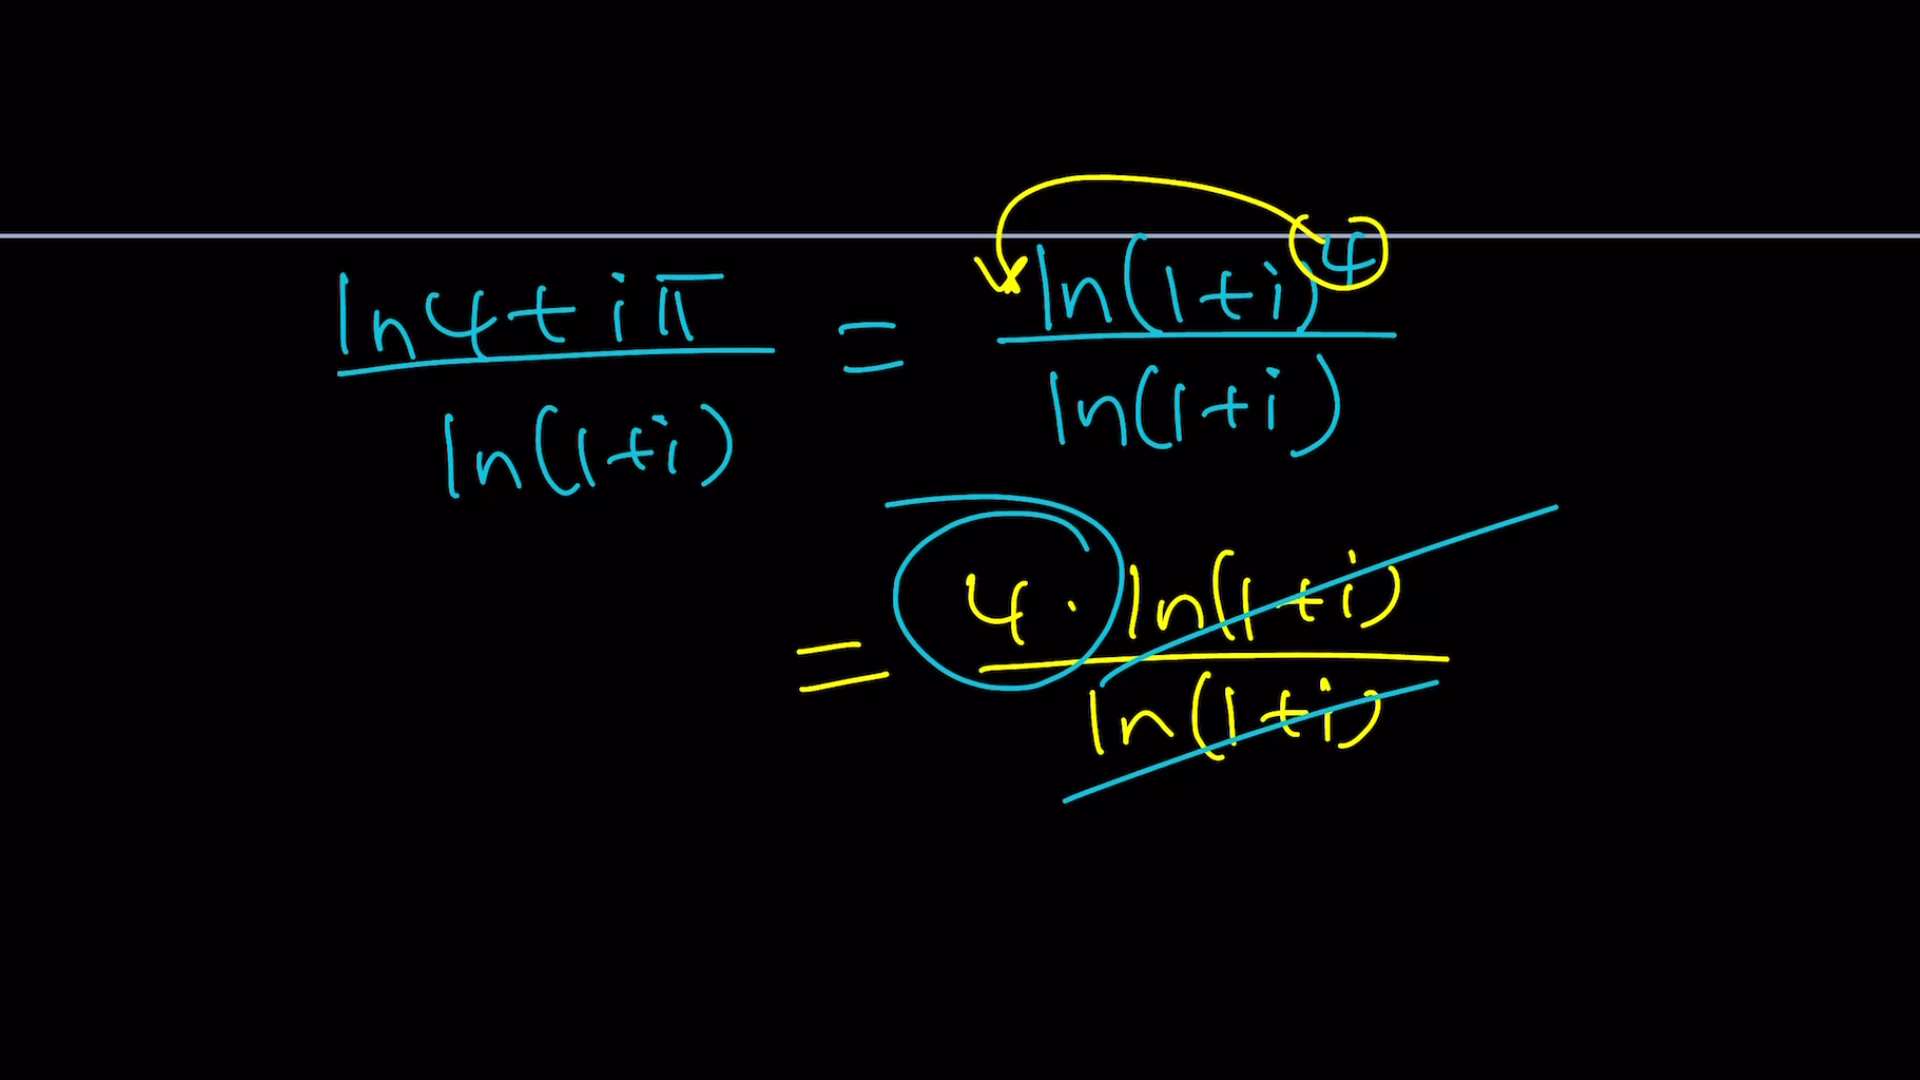 (ln4 + iπ) / ln(1+i) = ln(1+i)^4 / ln(1+i)
= 4 · ln(1+i) / ln(1+i)